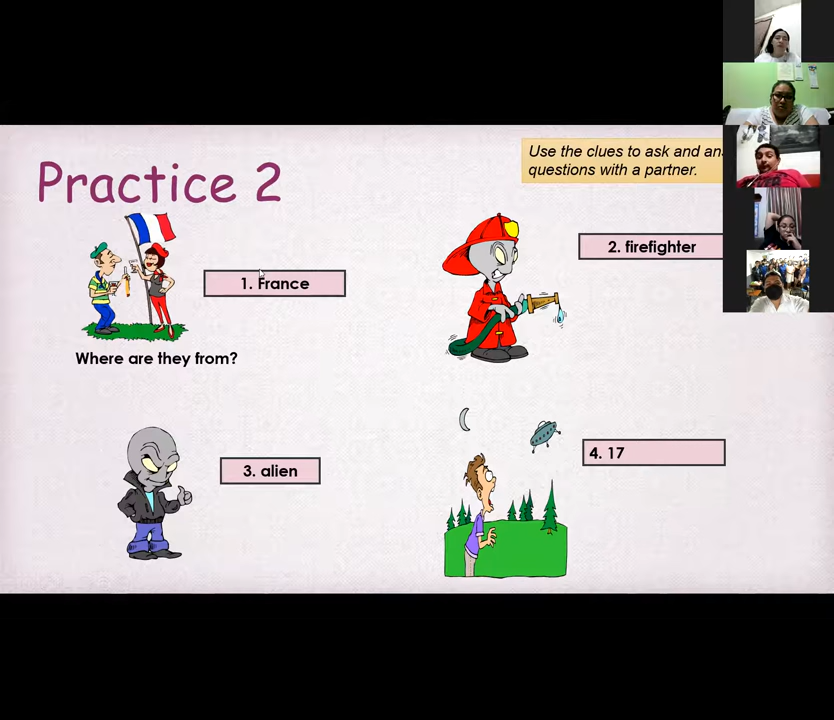 Practice 2
Use the clues to ask and
questions with a partner.
1. France
2. firefighter
Where are they from?
3. alien
4. 17